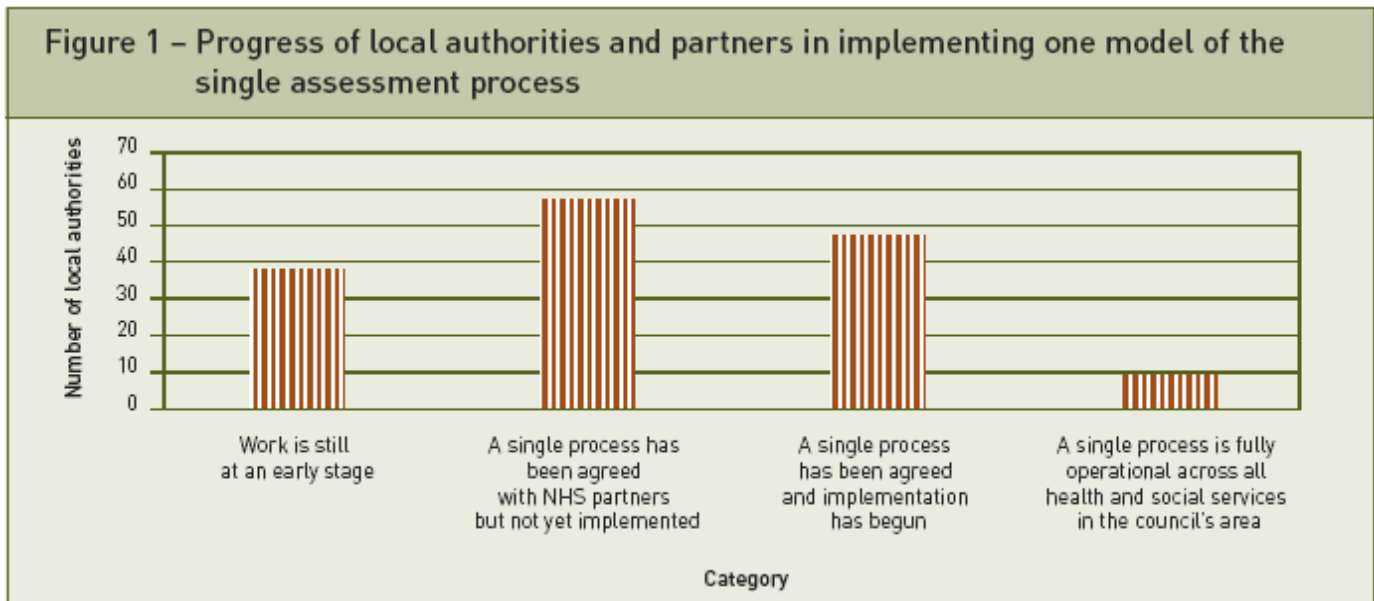 Figure 1 – Progress of local authorities and partners in implementing one model of the
single assessment process
Number of local authorities
70
60
50
40
30
20
10
0
Work is still
at an early stage
A single process has
been agreed
with NHS partners
but not yet implemented
A single process
has been agreed
and implementation
has begun
A single process is fully
operational across all
health and social services
in the council's area
Category